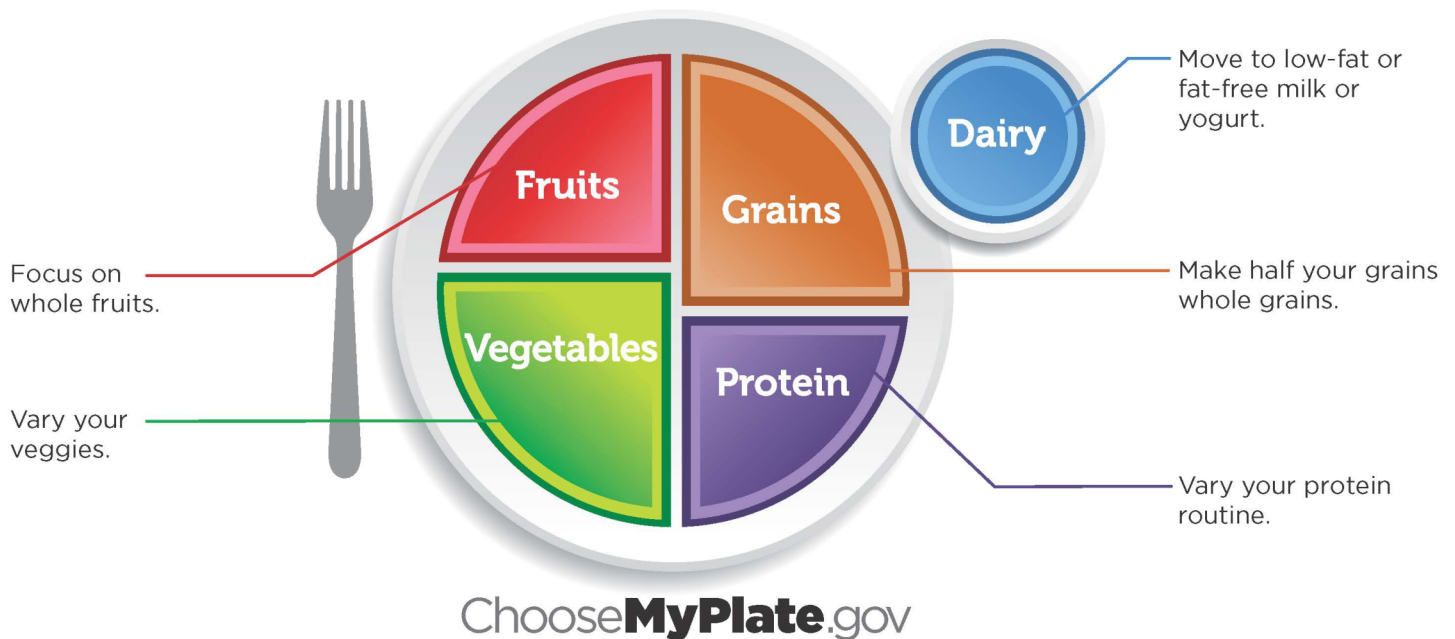 Fruits
Grains
Dairy
Vegetables
Protein
Move to low-fat or
fat-free milk or
yogurt.
Focus on
whole fruits.
Make half your grains
whole grains.
Vary your
veggies.
Vary your protein
routine.
ChooseMyPlate.gov